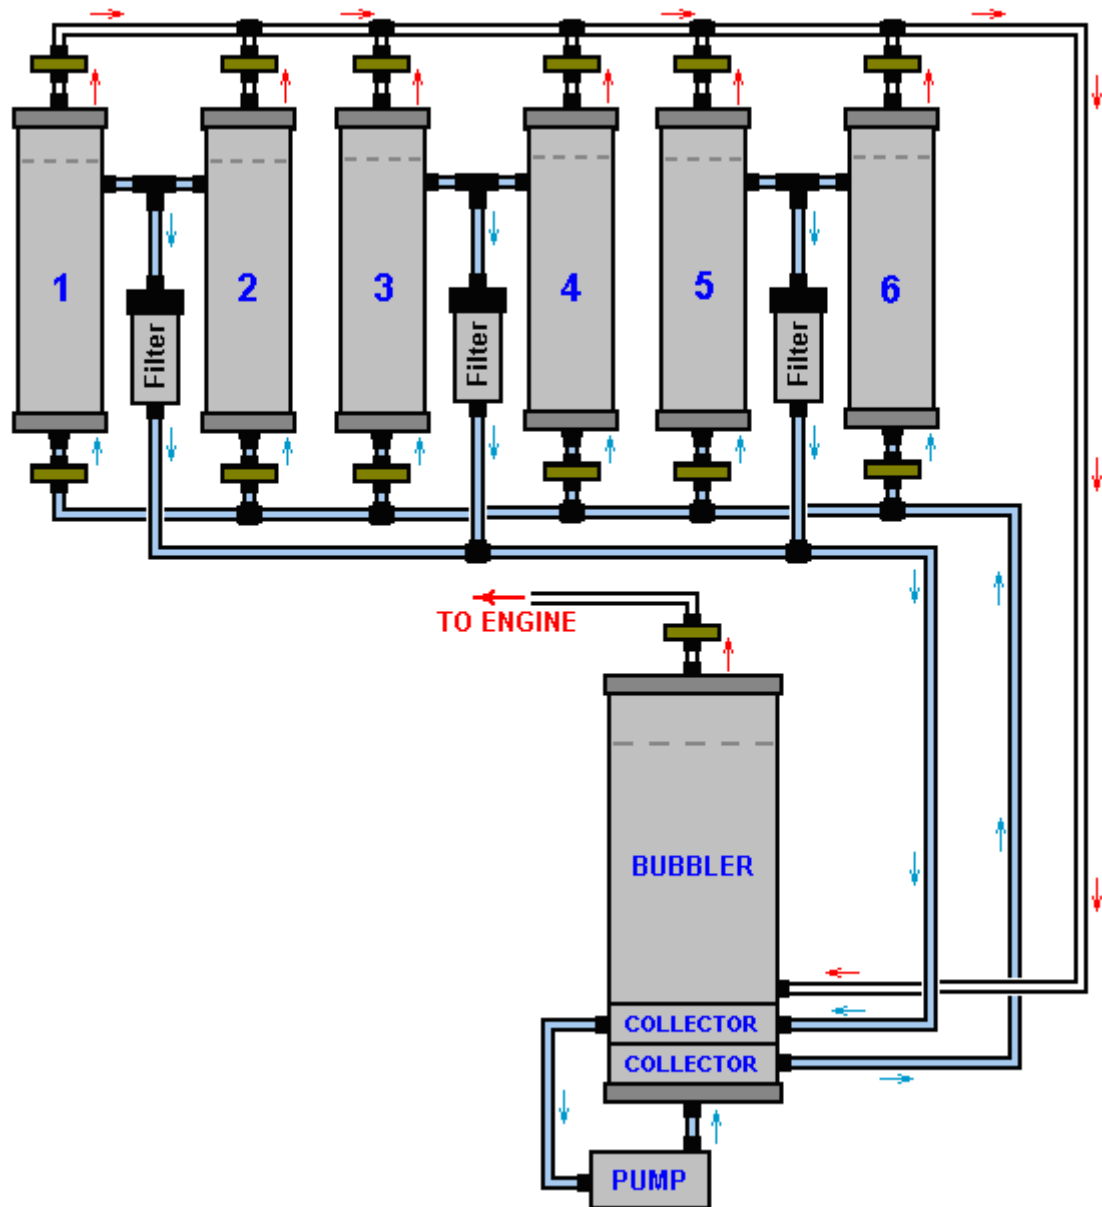 1
2
3
4
5
6
Filter
Filter
Filter
TO ENGINE
BUBBLER
COLLECTOR
COLLECTOR
PUMP